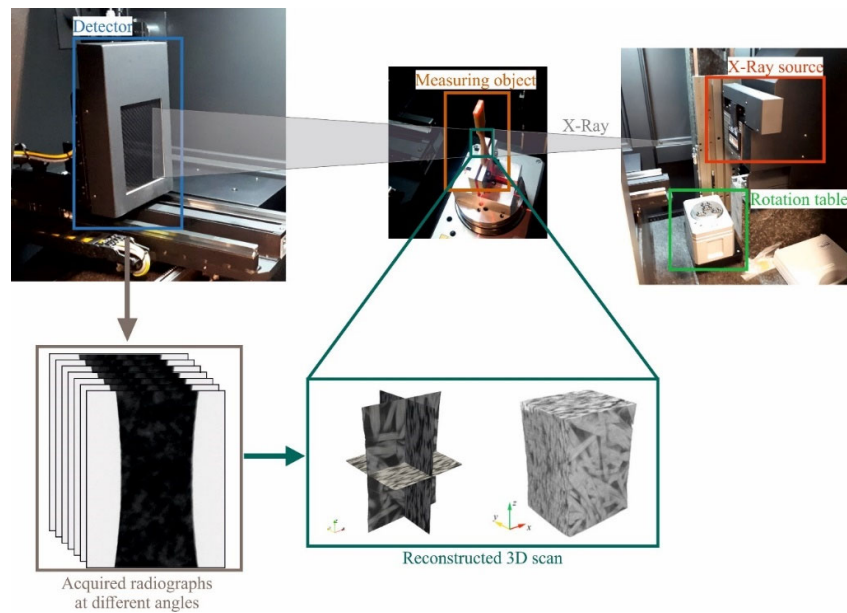 Detector
Measuring object
X-Ray source
X-Ray
Rotation table
Acquired radiographs
at different angles
z
y
x
Reconstructed 3D scan